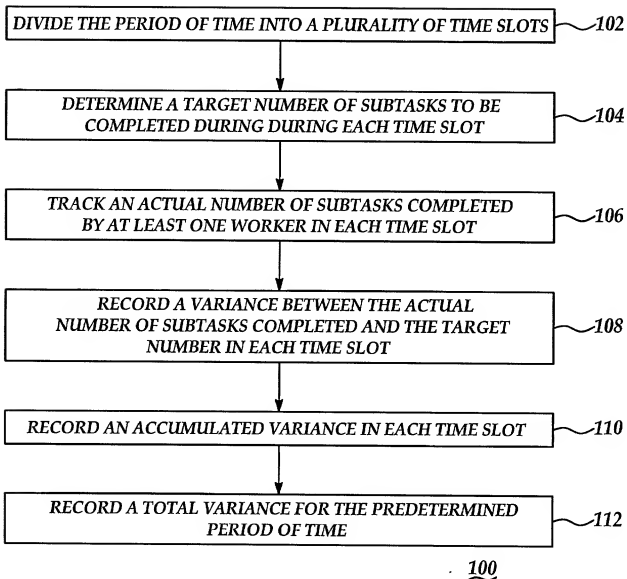 DIVIDE THE PERIOD OF TIME INTO A PLURALITY OF TIME SLOTS 102
DETERMINE A TARGET NUMBER OF SUBTASKS TO BE
COMPLETED DURING DURING EACH TIME SLOT
104
TRACK AN ACTUAL NUMBER OF SUBTASKS COMPLETED
BY AT LEAST ONE WORKER IN EACH TIME SLOT
106
RECORD A VARIANCE BETWEEN THE ACTUAL
NUMBER OF SUBTASKS COMPLETED AND THE TARGET
NUMBER IN EACH TIME SLOT
108
RECORD AN ACCUMULATED VARIANCE IN EACH TIME SLOT 110
RECORD A TOTAL VARIANCE FOR THE PREDETERMINED
PERIOD OF TIME
112
100